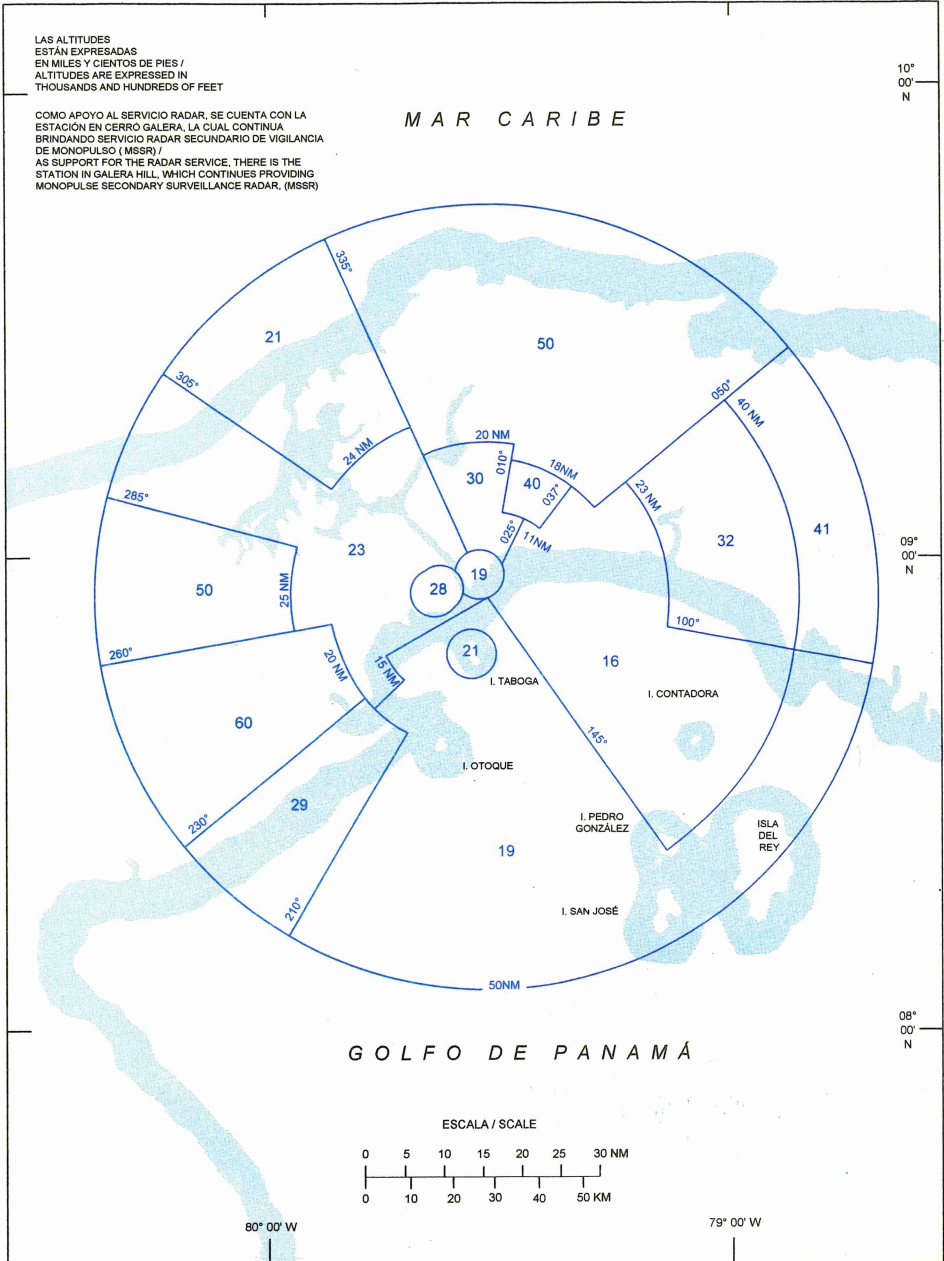 LAS ALTITUDES
ESTÁN EXPRESADAS
EN MILES Y CIENTOS DE PIES /
ALTITUDES ARE EXPRESSED IN
THOUSANDS AND HUNDREDS OF FEET
COMO APOYO AL SERVICIO RADAR, SE CUENTA CON LA
ESTACIÓN EN CERRO GALERA, LA CUAL CONTINUA
BRINDANDO SERVICIO RADAR SECUNDARIO DE VIGILANCIA
DE MONOPULSO ( MSSR) /
AS SUPPORT FOR THE RADAR SERVICE, THERE IS THE
STATION IN GALERA HILL, WHICH CONTINUES PROVIDING
MONOPULSE SECONDARY SURVEILLANCE RADAR, (MSSR)
10°
00'
N
MAR CARIBE
335°
21
50
305°
050°
40 NM
20 NM
24 NM
010°
18NM
30
40
037°
23 NM
285°
025°
11NM
41
32
23
09°
00'
N
19
28
50
25 NM
100°
260°
21
16
20 NM
15 NM
I. TABOGA
I. CONTADORA
60
145°
I. OTOQUE
29
230°
I. PEDRO
GONZÁLEZ
ISLA
DEL
REY
19
210°
I. SAN JOSÉ
50NM
08°
00'
N
GOLFO DE PANAMÁ
ESCALA / SCALE
0 5 10 15 20 25 30 NM
0 10 20 30 40 50 KM
80° 00' W
79° 00' W